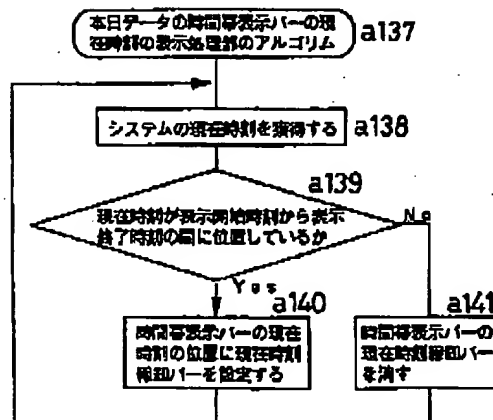 本日データの時間帯表示バーの現
在時刻の表示処理部のアルゴリズム
a137
システムの現在時刻を獲得する
a138
a139
現在時刻が表示開始時刻から表示
終了時刻の間に位置しているか
No
Yes
a140
時間帯表示バーの現在
時刻の位置に現在時刻
報知バーを設定する
a141
時間帯表示バーの
現在時刻報知バー
を消す